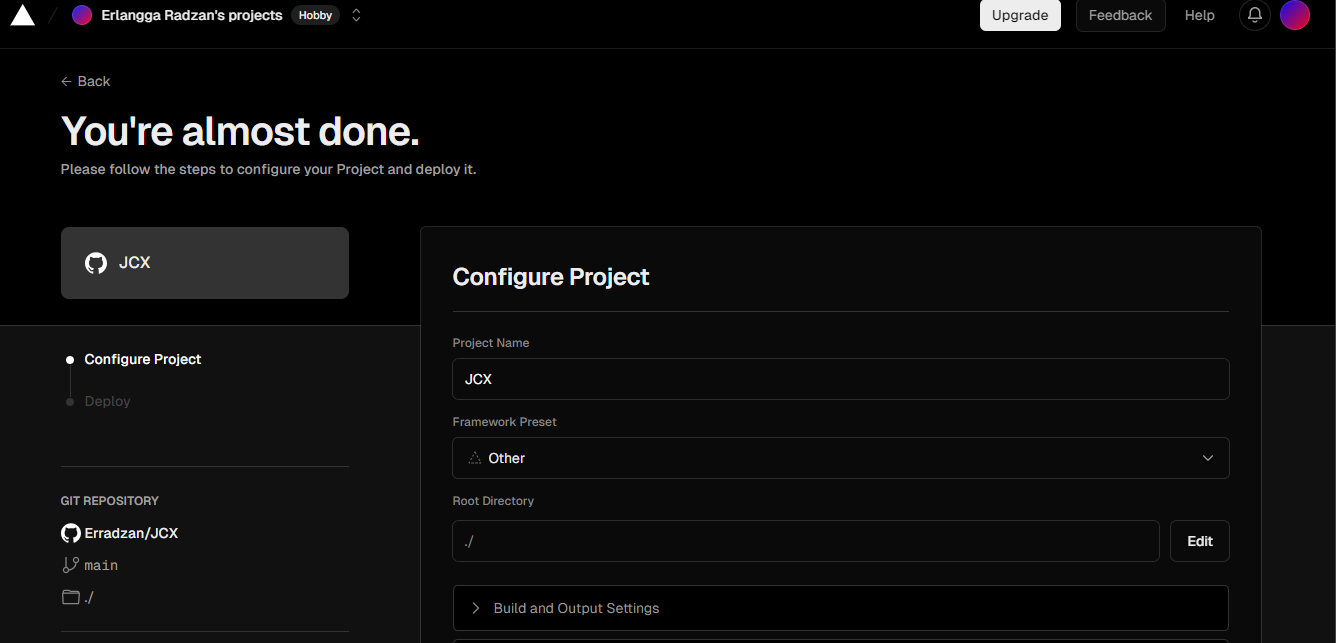 Erlangga Radzan's projects Hobby
Upgrade Feedback Help
← Back
You're almost done.
Please follow the steps to configure your Project and deploy it.
JCX
Configure Project
Deploy
GIT REPOSITORY
Erradzan/JCX
main
./
Configure Project
Project Name
JCX
Framework Preset
Other
Root Directory
./
Edit
Build and Output Settings